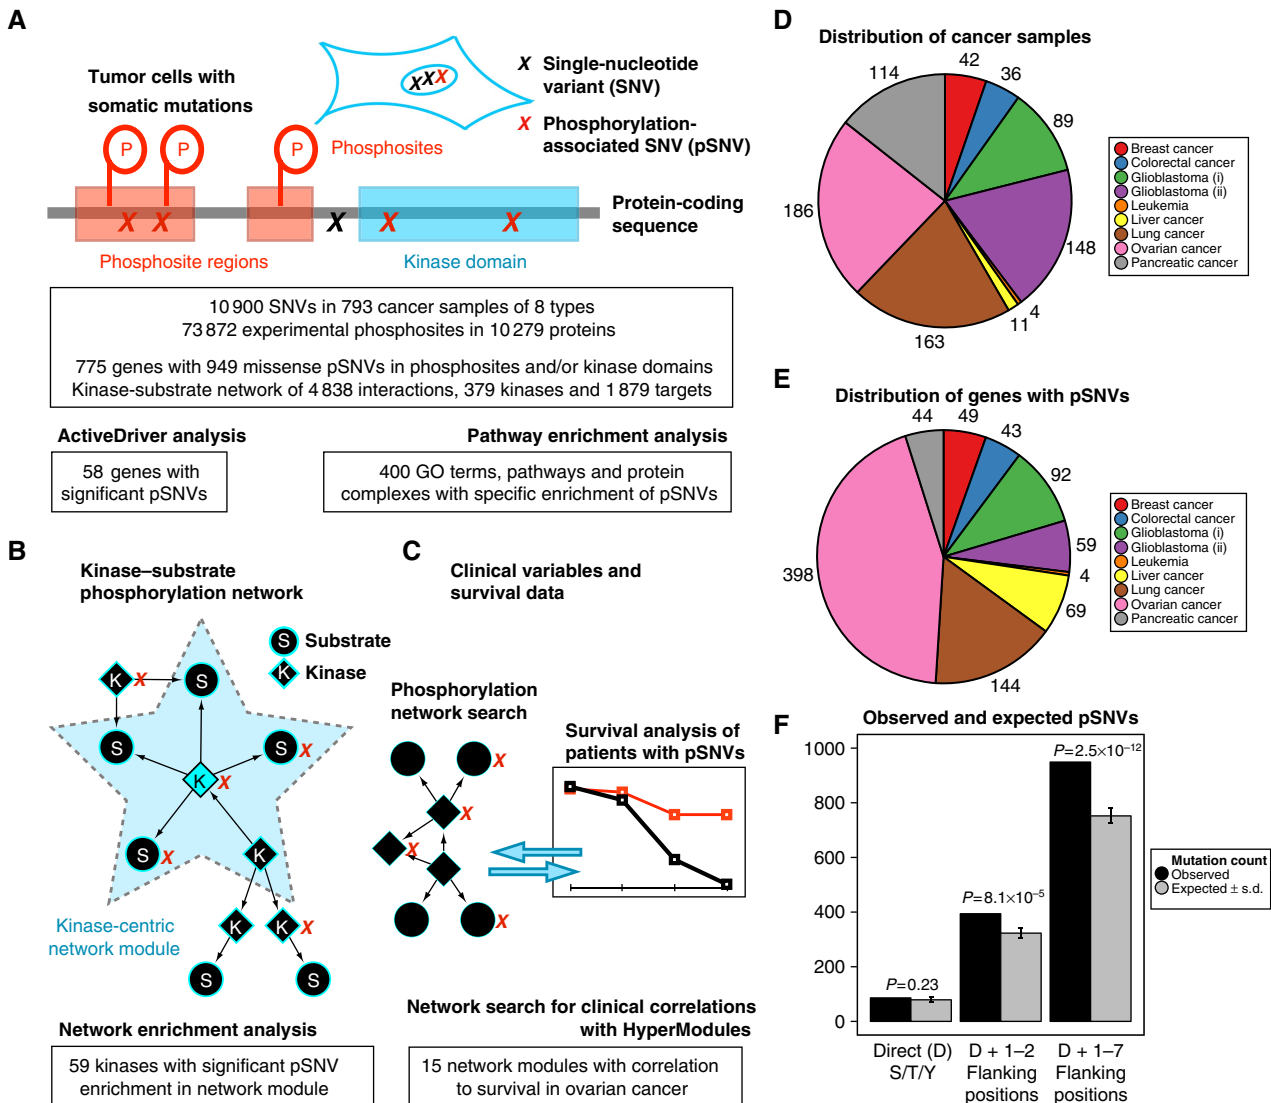 A
Tumor cells with
somatic mutations
X X X
X Single-nucleotide
variant (SNV)
X Phosphorylation-
associated SNV (pSNV)
P P P
Phosphosites
X X X X X
Protein-coding
sequence
Phosphosite regions
Kinase domain
10 900 SNVs in 793 cancer samples of 8 types
73 872 experimental phosphosites in 10 279 proteins
775 genes with 949 missense pSNVs in phosphosites and/or kinase domains
Kinase-substrate network of 4 838 interactions, 379 kinases and 1 879 targets
ActiveDriver analysis
58 genes with
significant pSNVs
Pathway enrichment analysis
400 GO terms, pathways and protein
complexes with specific enrichment of pSNVs
B
Kinase–substrate
phosphorylation network
S Substrate
K Kinase
K X S
S S X
K X
S X K
K K X
S S
Kinase-centric
network module
Network enrichment analysis
59 kinases with significant pSNV
enrichment in network module
C
Clinical variables and
survival data
Phosphorylation
network search
X
X
X
X
Survival analysis of
patients with pSNVs
Network search for clinical correlations
with HyperModules
15 network modules with correlation
to survival in ovarian cancer
D
Distribution of cancer samples
42
36
89
148
4
11
163
186
114
Breast cancer
Colorectal cancer
Glioblastoma (i)
Glioblastoma (ii)
Leukemia
Liver cancer
Lung cancer
Ovarian cancer
Pancreatic cancer
E
Distribution of genes with pSNVs
49
43
92
59
4
69
144
398
44
Breast cancer
Colorectal cancer
Glioblastoma (i)
Glioblastoma (ii)
Leukemia
Liver cancer
Lung cancer
Ovarian cancer
Pancreatic cancer
F
Observed and expected pSNVs
1000
800
600
400
200
0
P=0.23
P=8.1×10−5
P=2.5×10−12
Direct (D)
S/T/Y
D + 1–2
Flanking
positions
D + 1–7
Flanking
positions
Mutation count
Observed
Expected ± s.d.